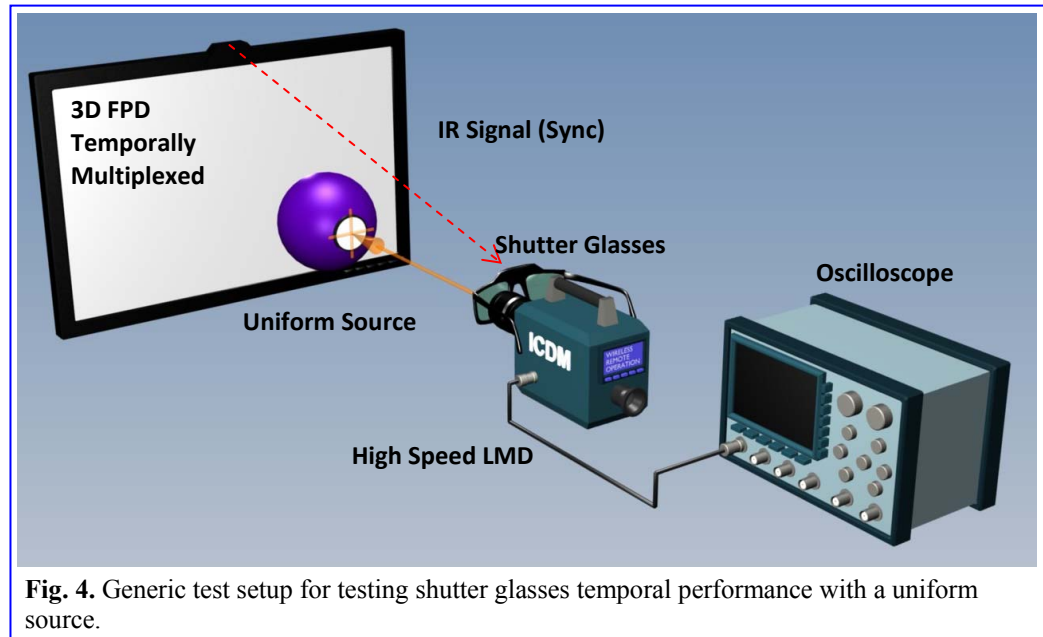 3D FPD
Temporally
Multiplexed
IR Signal (Sync)
Shutter Glasses
Oscilloscope
Uniform Source
ICDM
WIRELESS
REMOTE
OPERATION
High Speed LMD
Fig. 4. Generic test setup for testing shutter glasses temporal performance with a uniform
source.